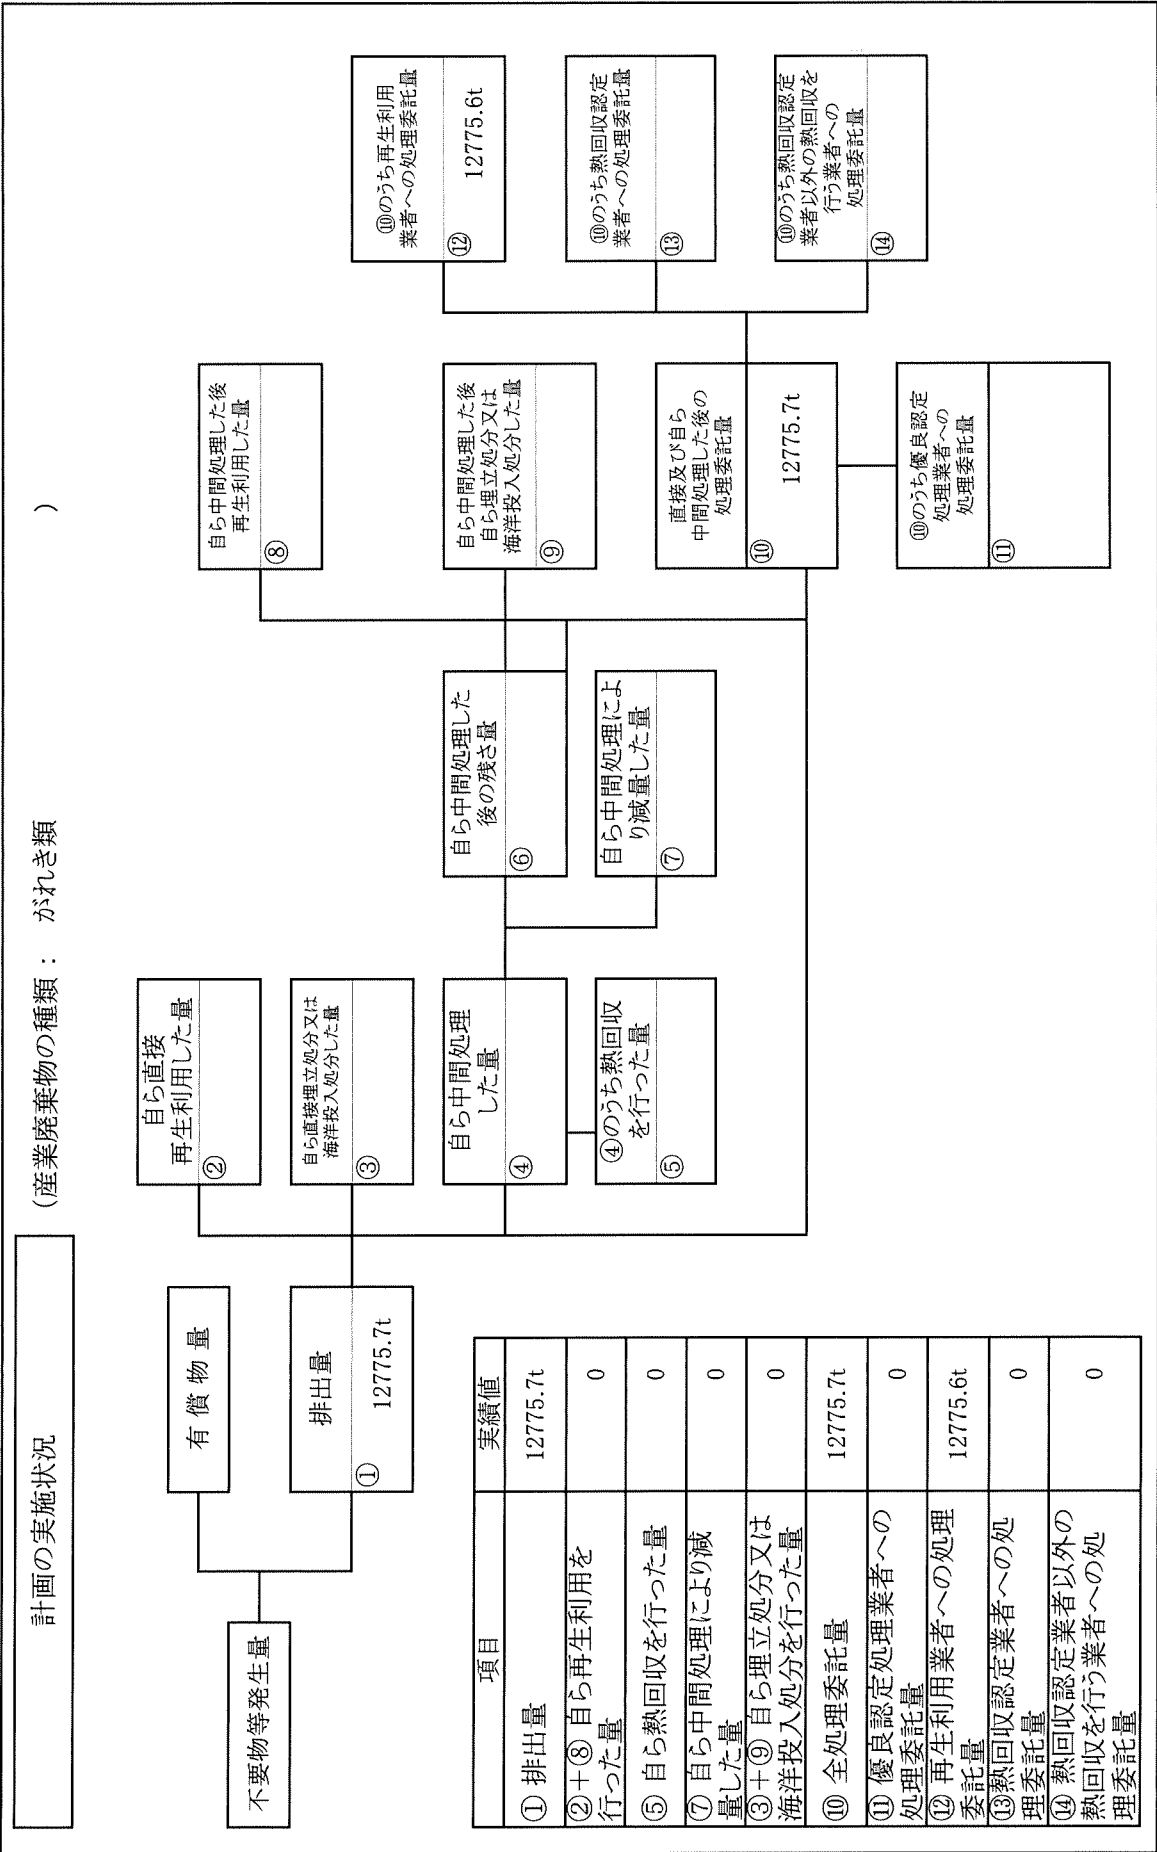 計画の実施状況
(産業廃棄物の種類： がれき類 )
不要物等発生量
有償物量
排出量
①
12775.7t
自ら直接
再生利用した量
②
自ら直接埋立処分又は
海洋投入処分した量
③
自ら中間処理
した量
④
④のうち熱回収
を行った量
⑤
自ら中間処理した
後の残さ量
⑥
自ら中間処理によ
り減量した量
⑦
自ら中間処理した後
再生利用した量
⑧
自ら中間処理した後
自ら埋立処分又は
海洋投入処分した量
⑨
直接及び自ら
中間処理した後の
処理委託量
⑩
12775.7t
⑩のうち優良認定
処理業者への
処理委託量
⑪
⑩のうち再生利用
業者への処理委託量
⑫
12775.6t
⑩のうち熱回収認定
業者への処理委託量
⑬
⑩のうち熱回収認定
業者以外の熱回収を
行う業者への
処理委託量
⑭
項目 実績値
① 排出量 12775.7t
②＋⑧ 自ら再生利用を
行った量 0
⑤ 自ら熱回収を行った量 0
⑦ 自ら中間処理により減
量した量 0
③＋⑨ 自ら埋立処分又は
海洋投入処分を行った量 0
⑩ 全処理委託量 12775.7t
⑪ 優良認定処理業者への
処理委託量 0
⑫ 再生利用業者への処理
委託量 12775.6t
⑬熱回収認定業者への処
理委託量 0
⑭ 熱回収認定業者以外の
熱回収を行う業者への処
理委託量 0